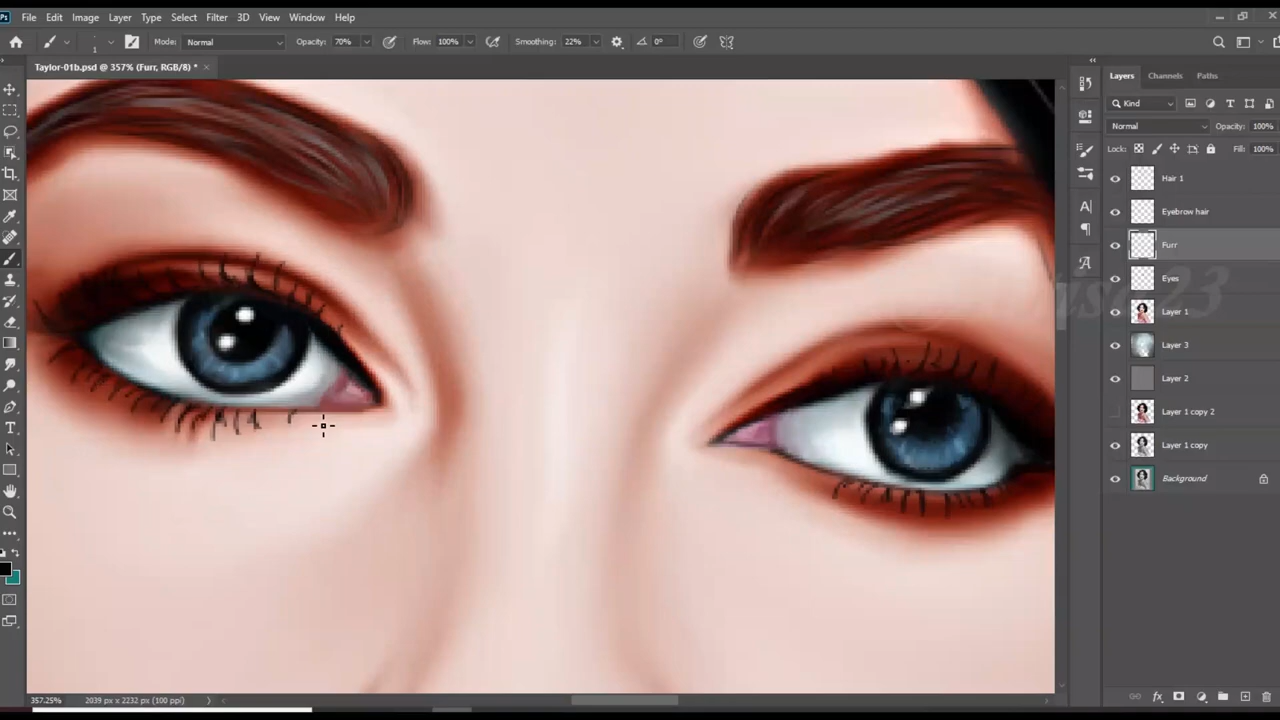 Ps File Edit Image Layer Type Select Filter 3D View Window Help
1 Mode: Normal Opacity: 70% Flow: 100% Smoothing: 22% 0°
Taylor-01b.psd @ 357% (Furr, RGB/8) * ×
Layers Channels Paths
Kind
Normal Opacity: 100%
Lock: Fill: 100%
Hair 1
Eyebrow hair
Furr
Eyes
Layer 1
Layer 3
Layer 2
Layer 1 copy 2
Layer 1 copy
Background
357.25% 2039 px x 2232 px (100 ppi)